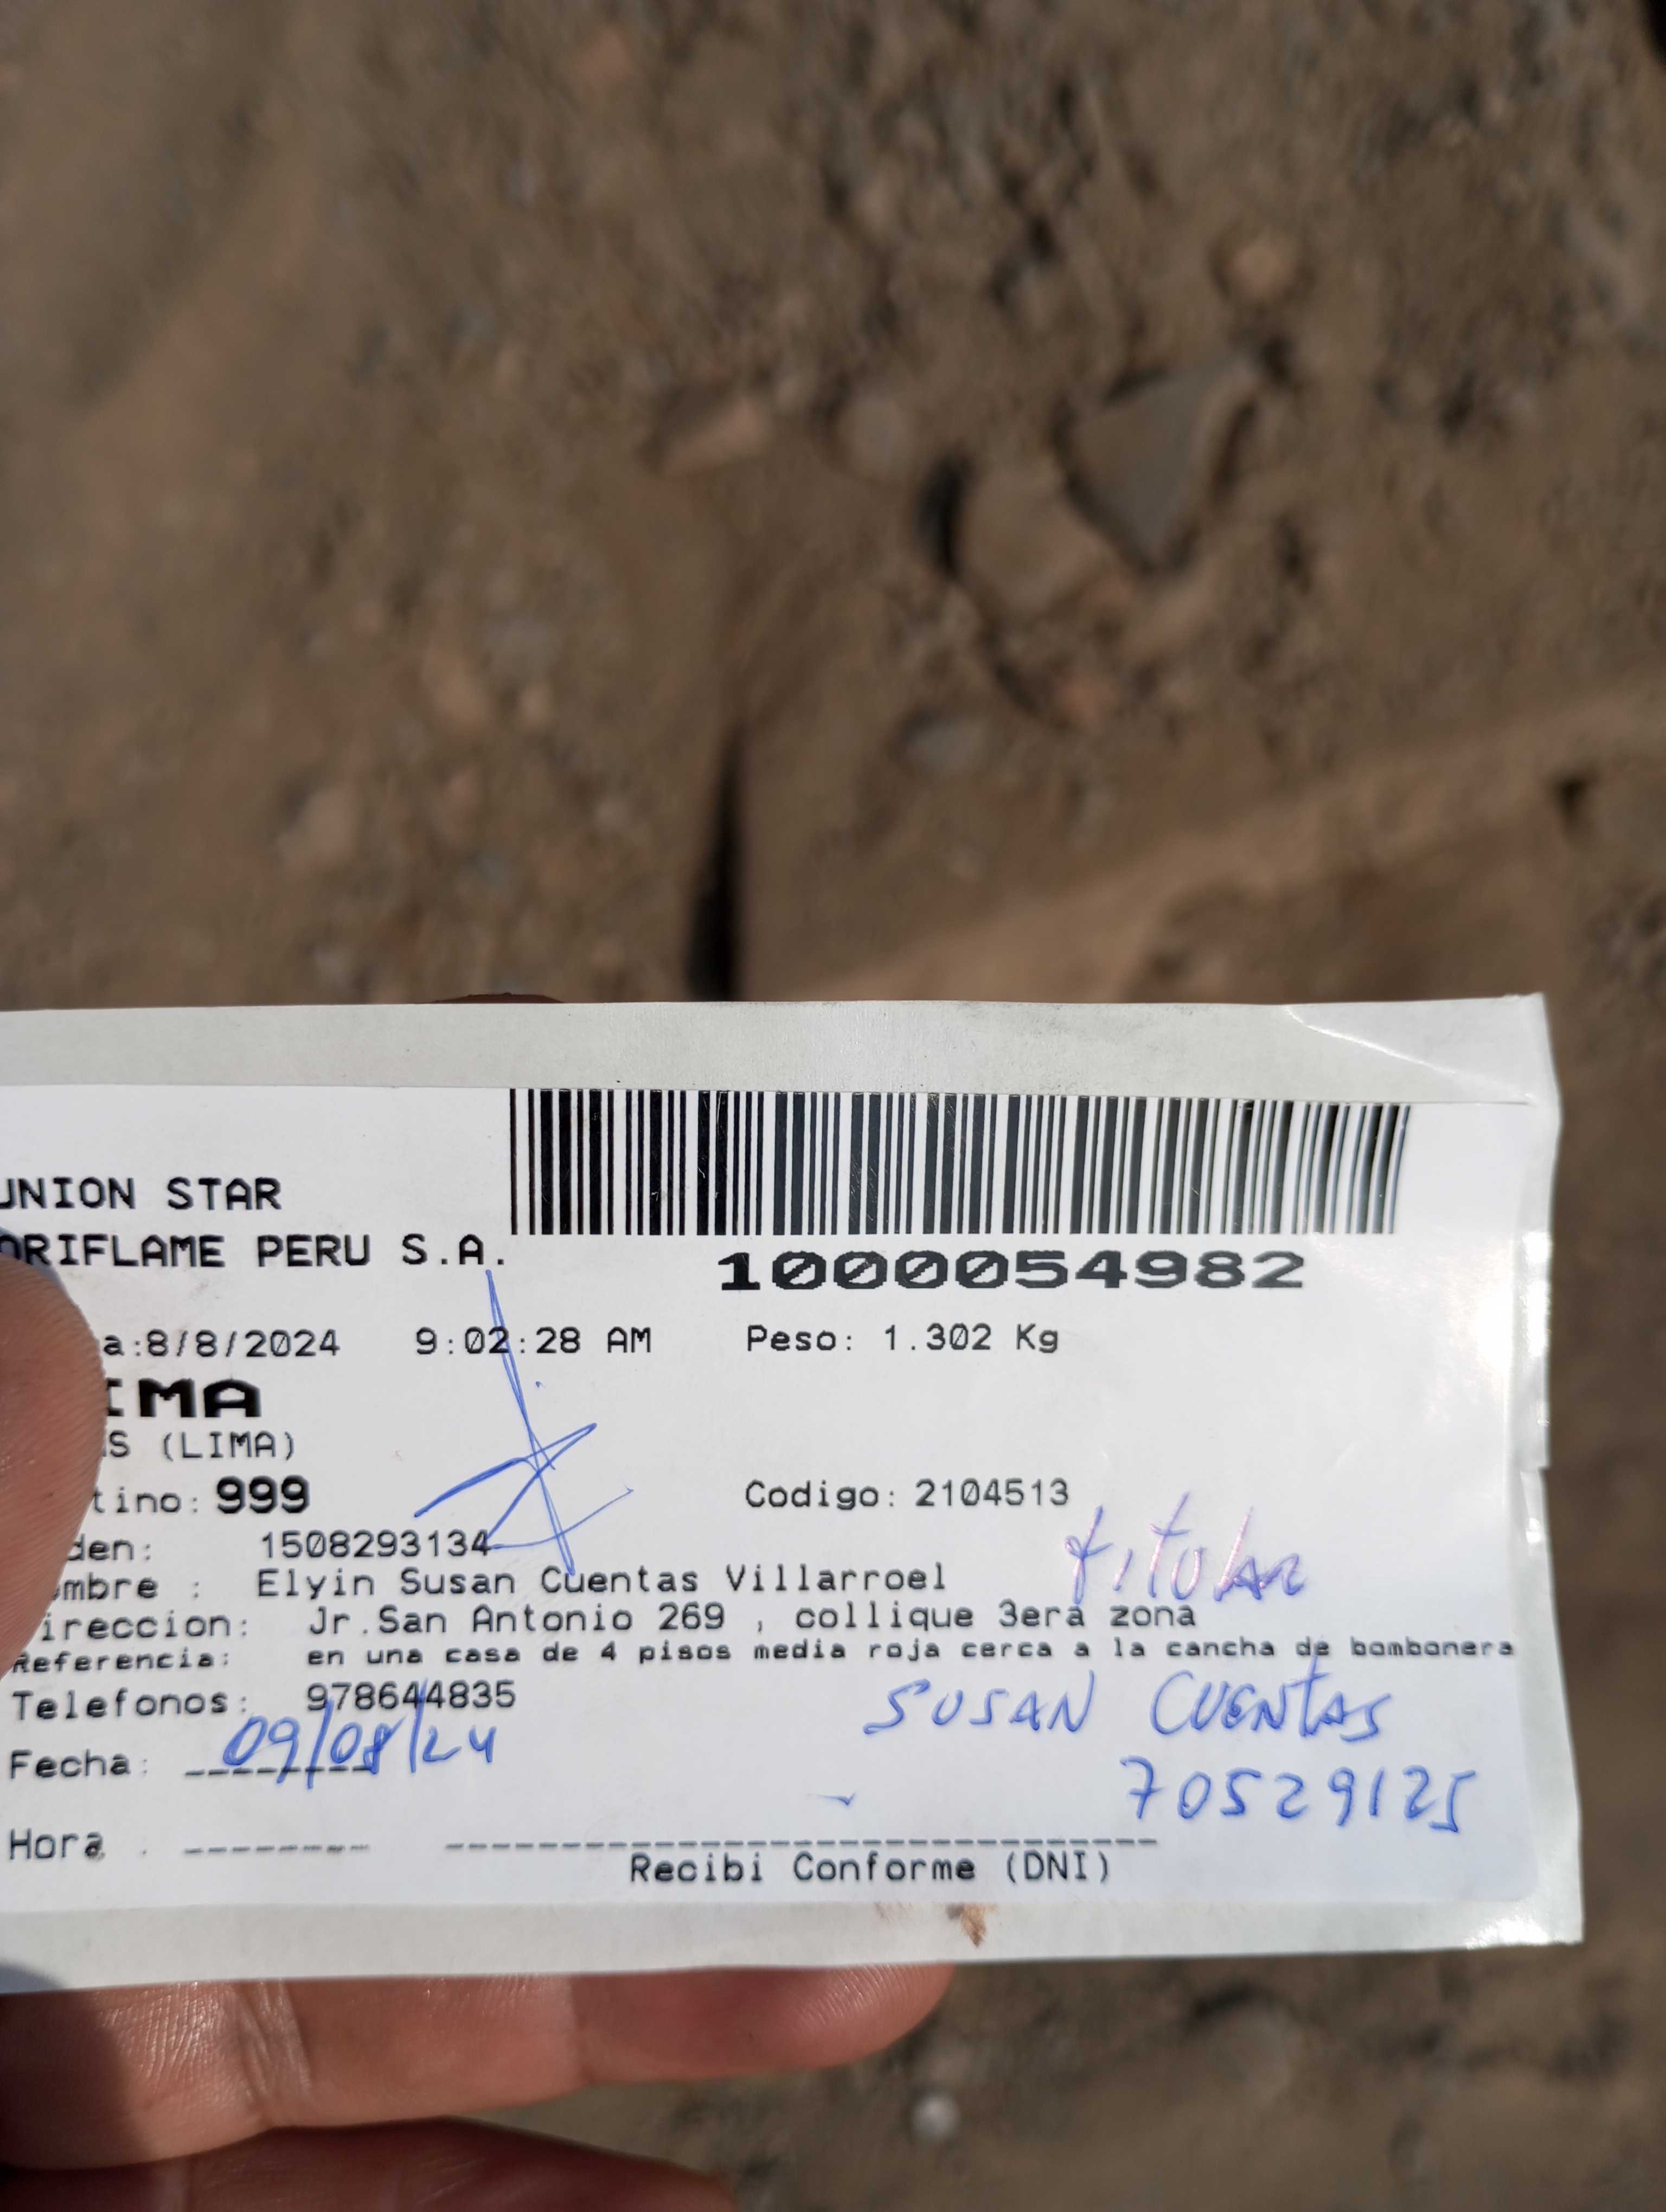 UNION STAR
ORIFLAME PERU S.A.
1000054982
a:8/8/2024 9:02:28 AM Peso: 1.302 Kg
IMA
S (LIMA)
tino: 999 Codigo: 2104513
den: 1508293134
titular
mbre : Elyin Susan Cuentas Villarroel
ireccion: Jr.San Antonio 269 , collique 3era zona
Referencia: en una casa de 4 pisos media roja cerca a la cancha de bombonera
Telefonos: 978644835
SUSAN CUENTAS
Fecha: 09/08/24
70529125
Hora
Recibi Conforme (DNI)